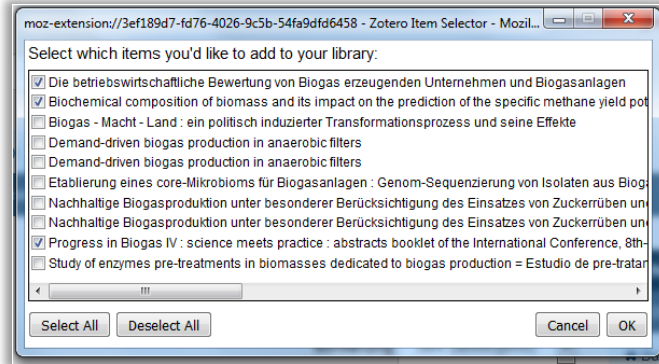 moz-extension://3ef189d7-fd76-4026-9c5b-54fa9dfd6458 - Zotero Item Selector - Mozil...
Select which items you'd like to add to your library:
Die betriebswirtschaftliche Bewertung von Biogas erzeugenden Unternehmen und Biogasanlagen
Biochemical composition of biomass and its impact on the prediction of the specific methane yield pot
Biogas - Macht - Land : ein politisch induzierter Transformationsprozess und seine Effekte
Demand-driven biogas production in anaerobic filters
Demand-driven biogas production in anaerobic filters
Etablierung eines core-Mikrobioms für Biogasanlagen : Genom-Sequenzierung von Isolaten aus Bioga
Nachhaltige Biogasproduktion unter besonderer Berücksichtigung des Einsatzes von Zuckerrüben und
Nachhaltige Biogasproduktion unter besonderer Berücksichtigung des Einsatzes von Zuckerrüben und
Progress in Biogas IV : science meets practice : abstracts booklet of the International Conference, 8th-
Study of enzymes pre-treatments in biomasses dedicated to biogas production = Estudio de pre-tratar
Select All Deselect All Cancel OK